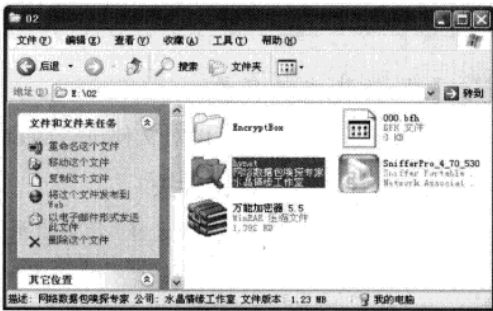 02
文件(F) 编辑(E) 查看(V) 收藏(A) 工具(T) 帮助(H)
后退 搜索 文件夹
地址(D) E:\02 转到
文件和文件夹任务
重命名这个文件
移动这个文件
复制这个文件
将这个文件发布到
Web
以电子邮件形式发送
此文件
删除这个文件
其它位置
EncryptBox
000.bfh
BFH 文件
0 KB
网络数据包嗅探专家
水晶情缘工作室
SnifferPro_4_70_530
Sniffer Portable
Network Associat
万能加密器 5.5
WinRAR 压缩文件
1,392 KB
描述: 网络数据包嗅探专家 公司: 水晶情缘工作室 文件版本 1.23 MB 我的电脑